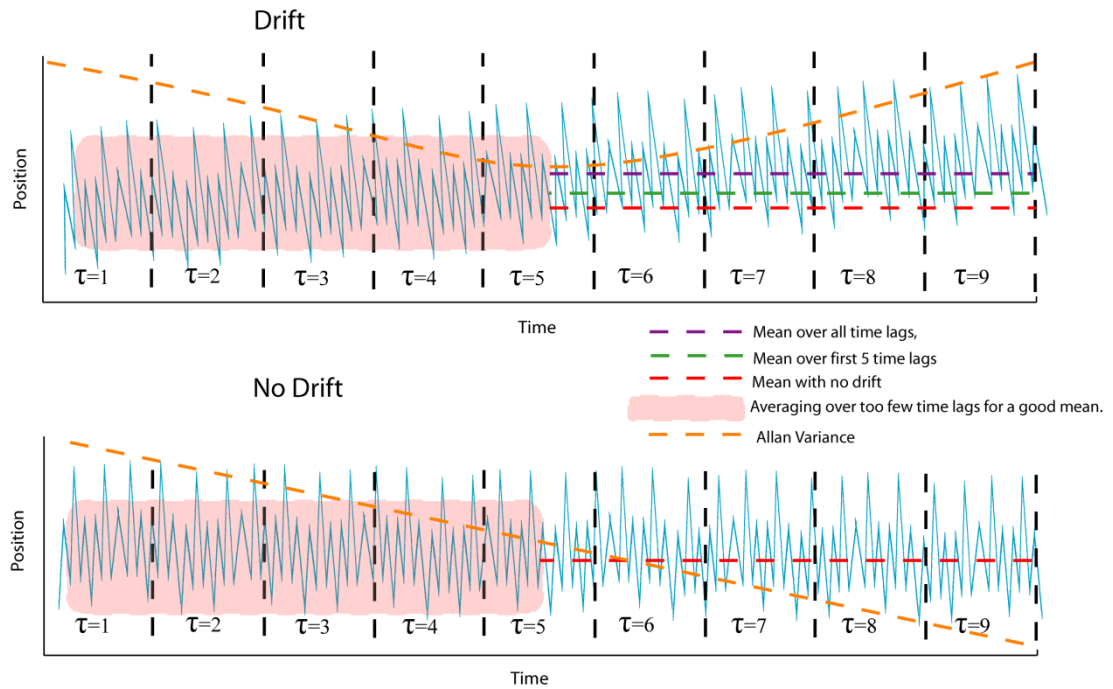 Drift
Position
τ=1 τ=2 τ=3 τ=4 τ=5 τ=6 τ=7 τ=8 τ=9
Time
Mean over all time lags,
Mean over first 5 time lags
Mean with no drift
Averaging over too few time lags for a good mean.
Allan Variance
No Drift
Position
τ=1 τ=2 τ=3 τ=4 τ=5 τ=6 τ=7 τ=8 τ=9
Time